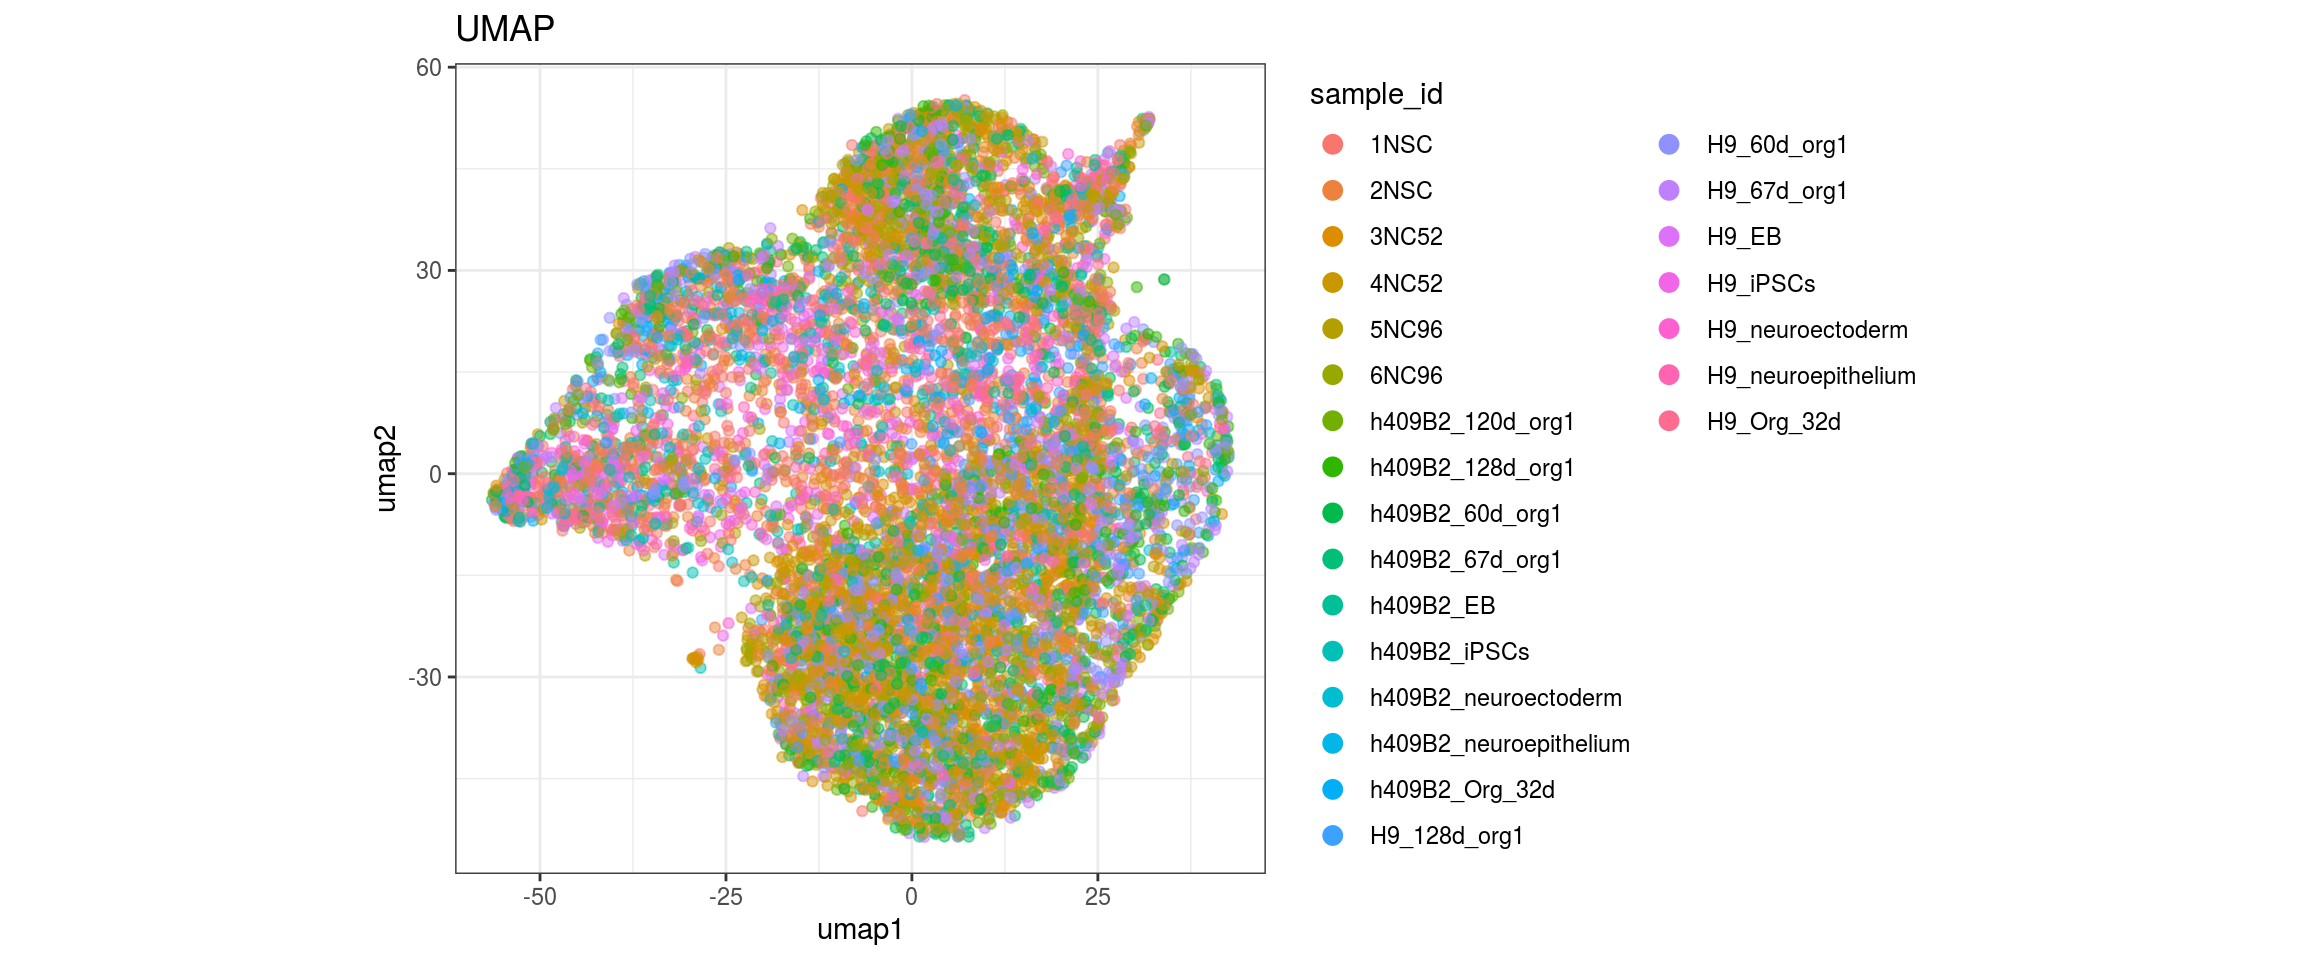 UMAP
60
30
0
-30
umap2
-50
-25
0
25
umap1
sample_id
1NSC
2NSC
3NC52
4NC52
5NC96
6NC96
h409B2_120d_org1
h409B2_128d_org1
h409B2_60d_org1
h409B2_67d_org1
h409B2_EB
h409B2_iPSCs
h409B2_neuroectoderm
h409B2_neuroepithelium
h409B2_Org_32d
H9_128d_org1
H9_60d_org1
H9_67d_org1
H9_EB
H9_iPSCs
H9_neuroectoderm
H9_neuroepithelium
H9_Org_32d